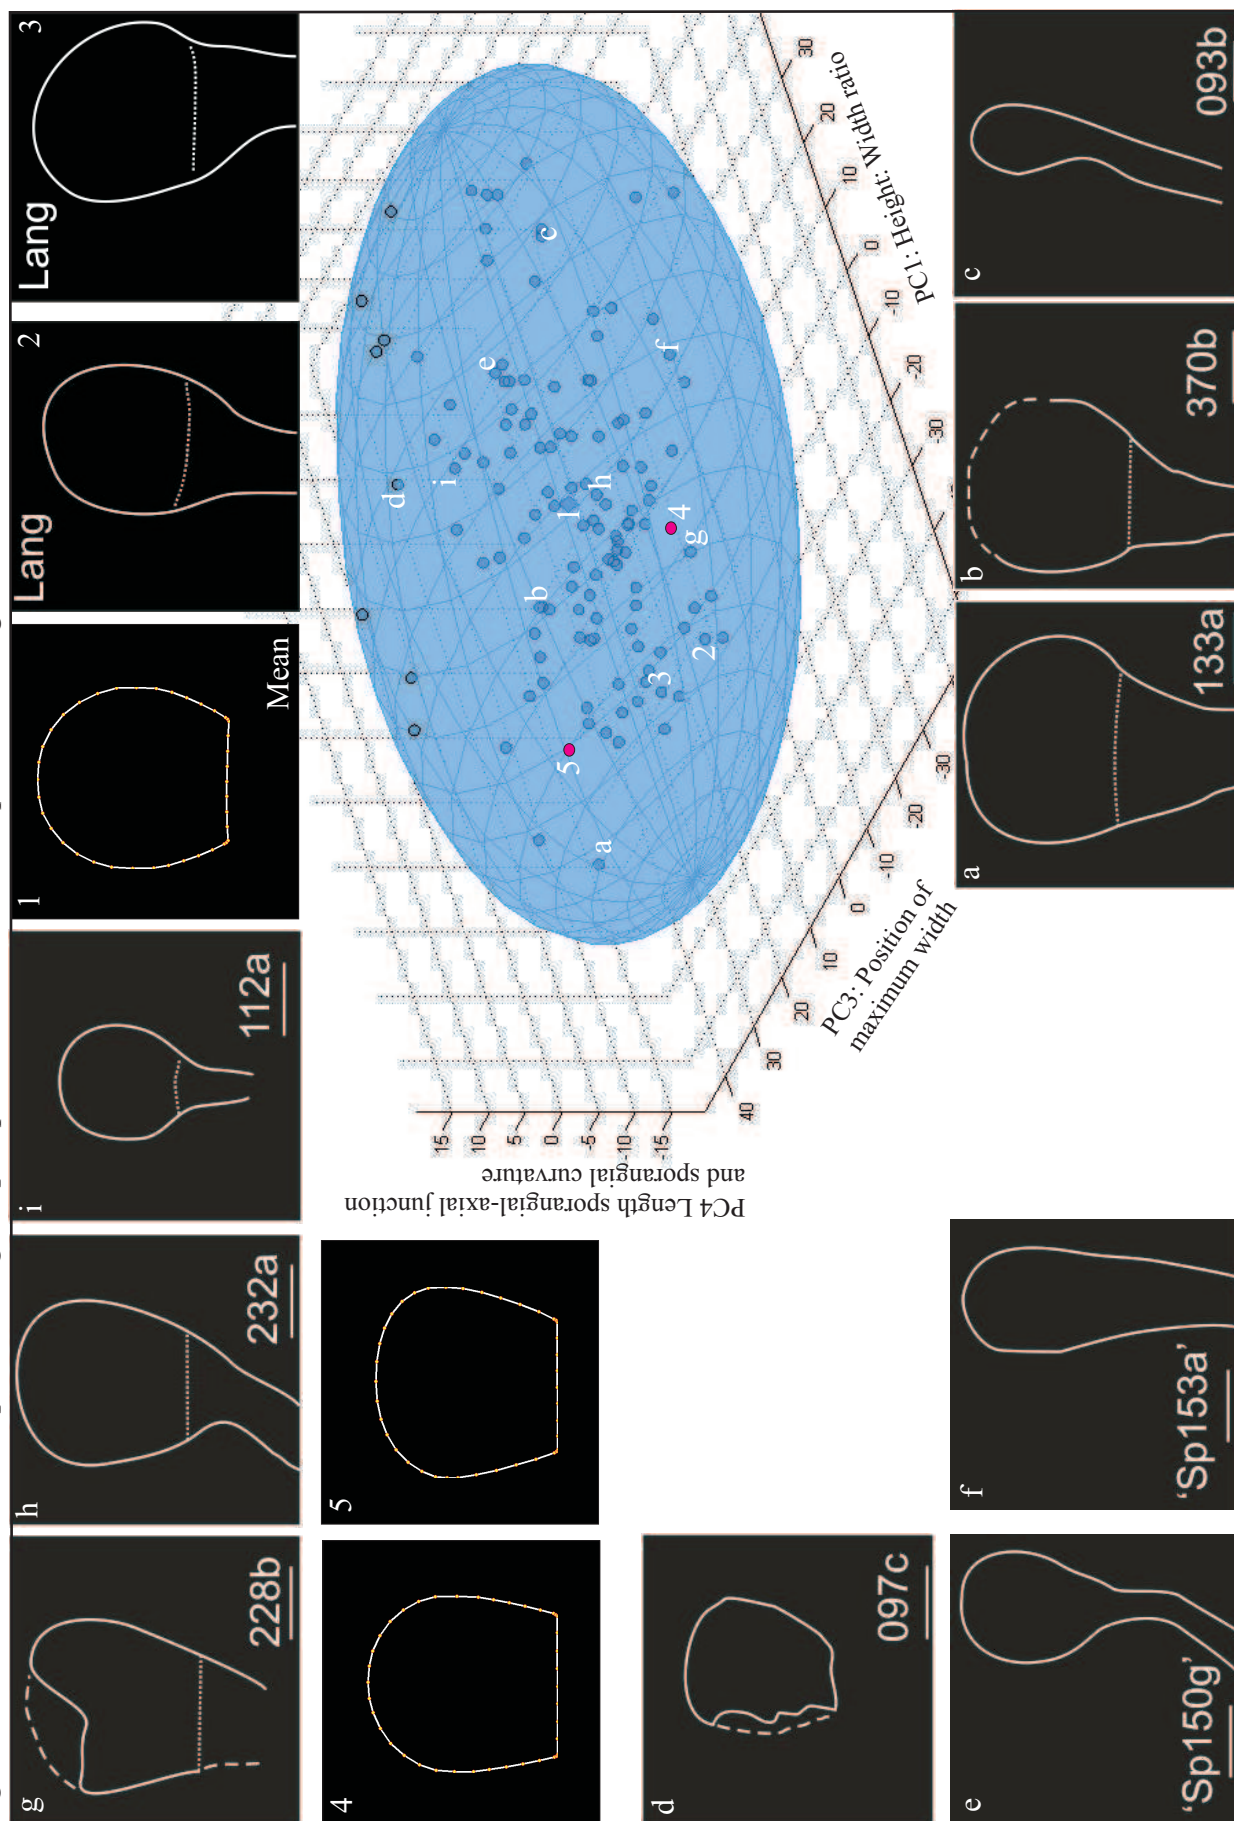 g
228b
h
232a
i
112a
1
Mean
Lang
2
Lang
3
4
5
PC4 Length sporangial-axial junction
and sporangial curvature
15
10
5
0
-5
-10
-15
40
30
20
10
0
-10
-20
-30
PC3: Position of
maximum width
-30
-20
-10
0
10
20
30
PC1: Height: Width ratio
a
5
b
d
i
e
c
1
h
f
4
g
3
2
d
097c
e
'Sp150g'
f
'Sp153a'
a
133a
b
370b
c
093b